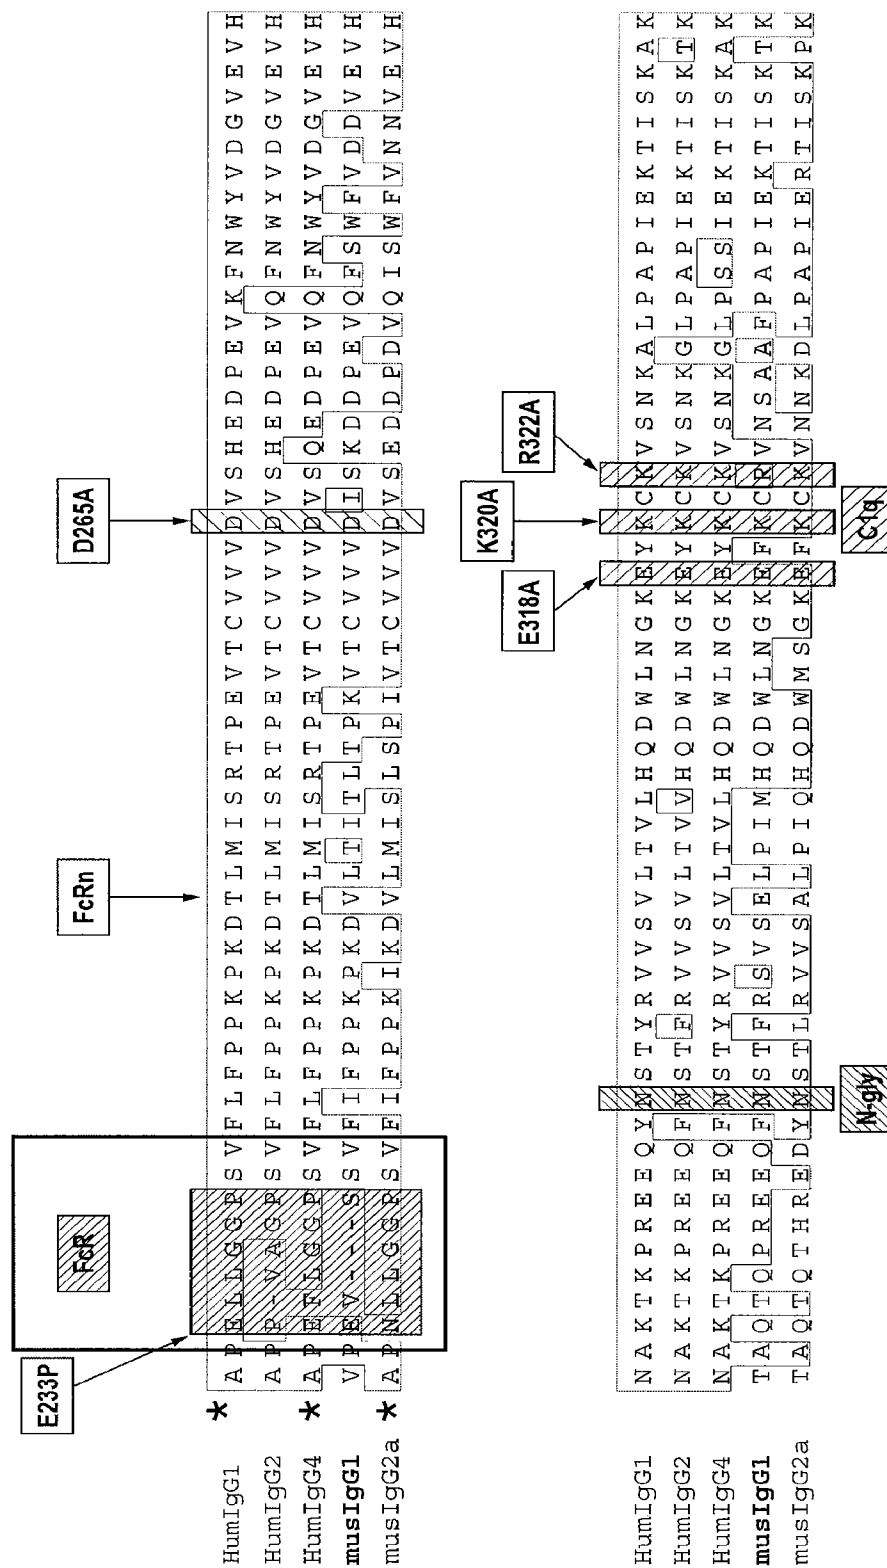 FcR
E233P
FcRn
D265A
HumIgG1 * A P E L L G G P S V F L F P P K P K D T L M I S R T P E V T C V V V D V S H E D P E V K F N W Y V D G V E V H
HumIgG2 A P P - V A G P S V F L F P P K P K D T L M I S R T P E V T C V V V D V S H E D P E V Q F N W Y V D G V E V H
HumIgG4 * A P E F L G G P S V F L F P P K P K D T L M I S R T P E V T C V V V D V S Q E D P E V Q F N W Y V D G V E V H
musIgG1 V P E V - - - S S V F I F P P K P K D V L T I T L T P K V T C V V V D I S K D D P E V Q F S W F V D D V E V H
musIgG2a * A P N L L G G P S V F I F P P K I K D V L M I S L S P I V T C V V V D V S E D D P D V Q I S W F V N N V E V H
E318A
K320A
R322A
HumIgG1 N A K T K P R E E Q Y N S T Y R V V S V L T V L H Q D W L N G K E Y K C K V S N K A L P A P I E K T I S K A K
HumIgG2 N A K T K P R E E Q F N S T F R V V S V L T V V H Q D W L N G K E Y K C K V S N K G L P A P I E K T I S K T K
HumIgG4 N A K T K P R E E Q F N S T Y R V V S V L T V L H Q D W L N G K E Y K C K V S N K G L P S S I E K T I S K A K
musIgG1 T A Q T Q P R E E Q F N S T F R S V S E L P I M H Q D W L N G K E F K C R V N S A A F P A P I E K T I S K T K
musIgG2a T A Q T Q T H R E D Y N S T L R V V S A L P I Q H Q D W M S G K E F K C K V N N K D L P A P I E R T I S K P K
N-gly
C1q